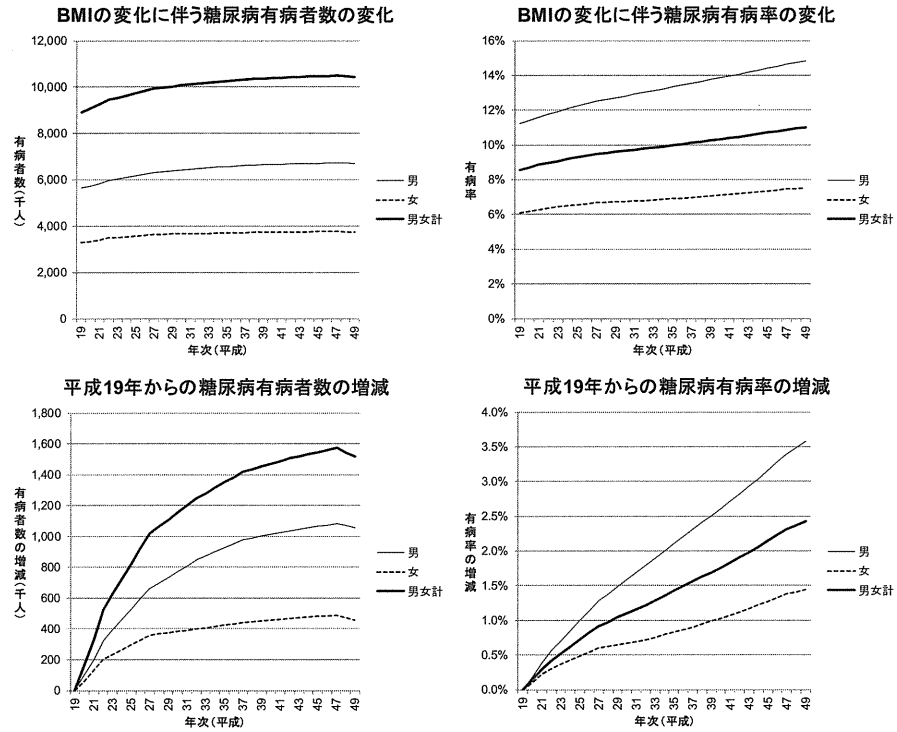 BMIの変化に伴う糖尿病有病者数の変化
12,000
10,000
8,000
6,000
4,000
2,000
0
有病者数(千人)
19 21 23 25 27 29 31 33 35 37 39 41 43 45 47 49
年次(平成)
男
女
男女計
BMIの変化に伴う糖尿病有病率の変化
16%
14%
12%
10%
8%
6%
4%
2%
0%
有病率
19 21 23 25 27 29 31 33 35 37 39 41 43 45 47 49
年次(平成)
男
女
男女計
平成19年からの糖尿病有病者数の増減
1,800
1,600
1,400
1,200
1,000
800
600
400
200
0
有病者数の増減(千人)
19 21 23 25 27 29 31 33 35 37 39 41 43 45 47 49
年次(平成)
男
女
男女計
平成19年からの糖尿病有病率の増減
4.0%
3.5%
3.0%
2.5%
2.0%
1.5%
1.0%
0.5%
0.0%
有病率の増減
19 21 23 25 27 29 31 33 35 37 39 41 43 45 47 49
年次(平成)
男
女
男女計